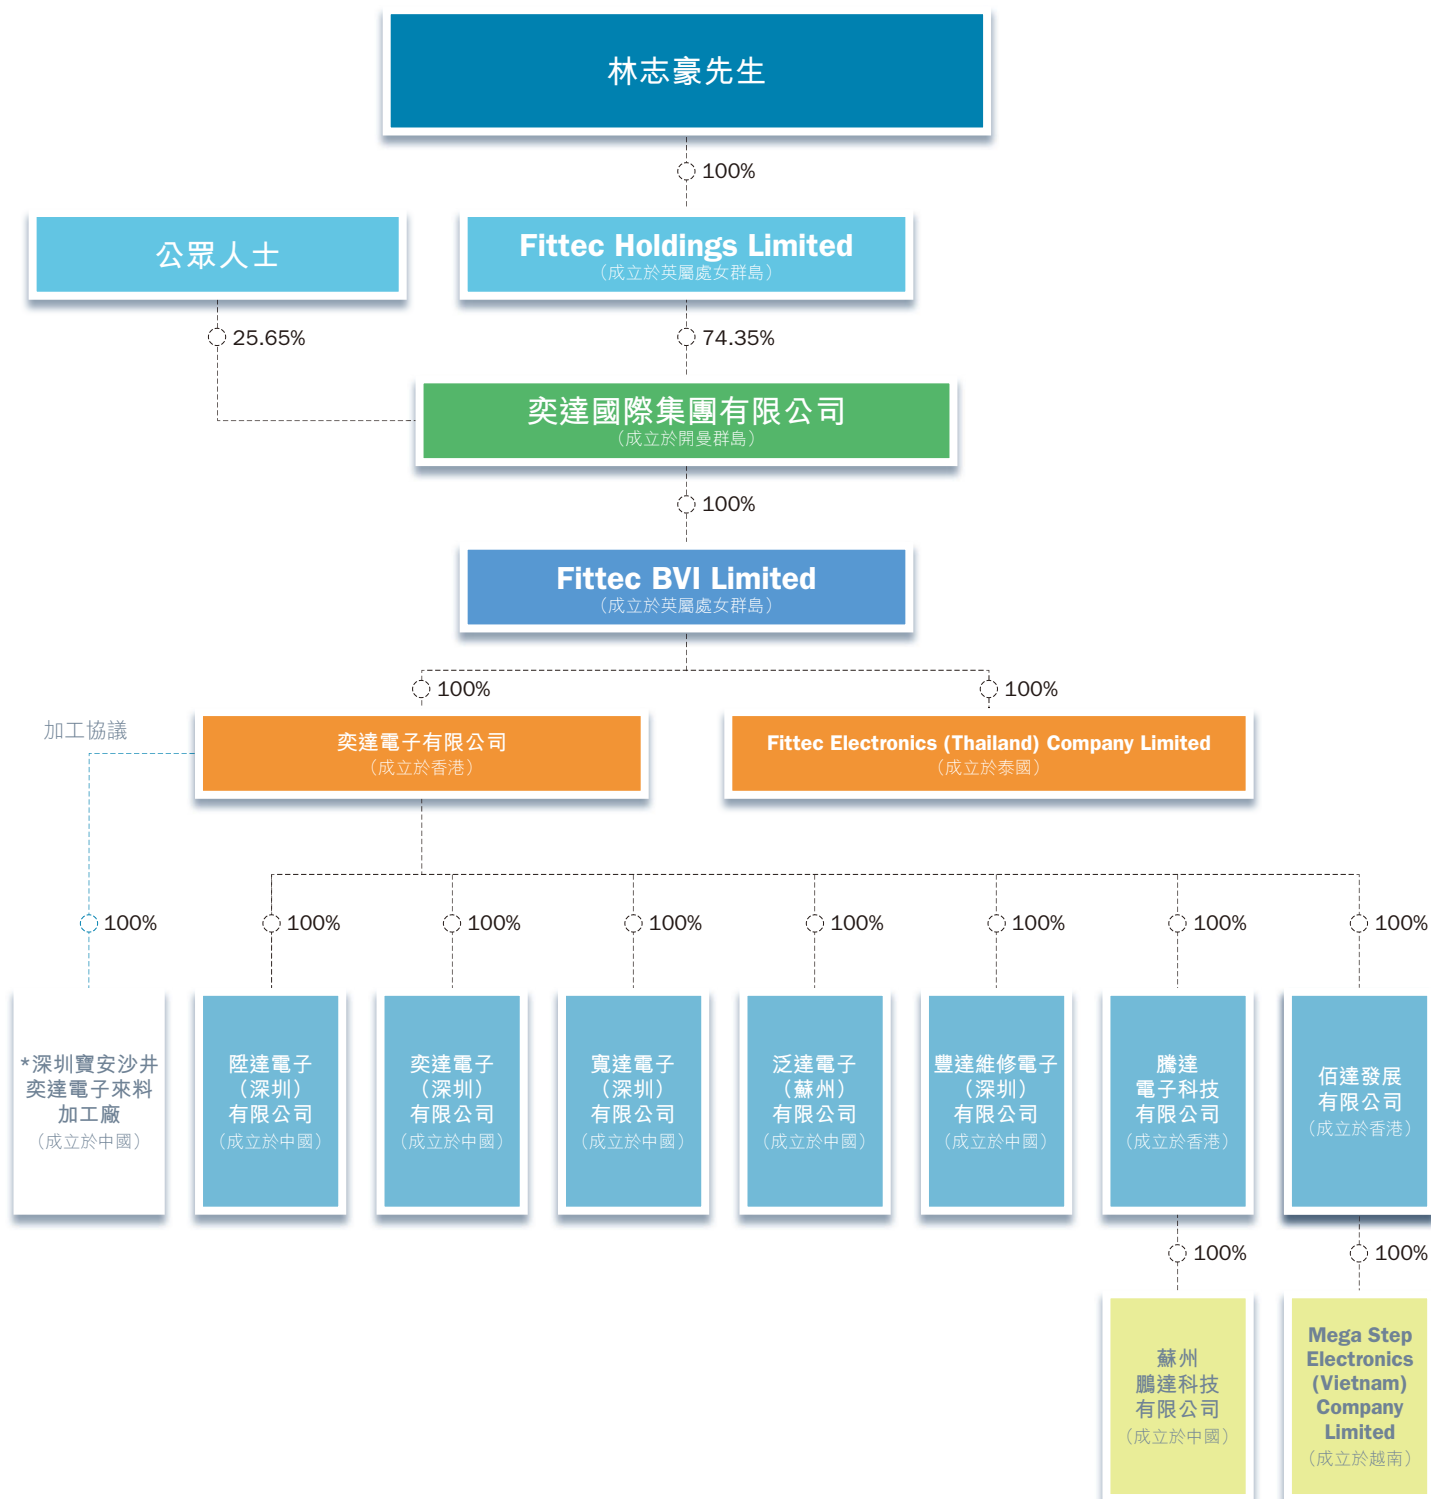 林志豪先生
100%
公眾人士
Fittec Holdings Limited
（成立於英屬處女群島）
25.65%
74.35%
奕達國際集團有限公司
（成立於開曼群島）
100%
Fittec BVI Limited
（成立於英屬處女群島）
100%
100%
加工協議
奕達電子有限公司
（成立於香港）
Fittec Electronics (Thailand) Company Limited
（成立於泰國）
100%
100%
100%
100%
100%
100%
100%
100%
*深圳寶安沙井
奕達電子來料
加工廠
（成立於中國）
陞達電子
（深圳）
有限公司
（成立於中國）
奕達電子
（深圳）
有限公司
（成立於中國）
寬達電子
（深圳）
有限公司
（成立於中國）
泛達電子
（蘇州）
有限公司
（成立於中國）
豐達維修電子
（深圳）
有限公司
（成立於中國）
騰達
電子科技
有限公司
（成立於香港）
佰達發展
有限公司
（成立於香港）
100%
100%
蘇州
鵬達科技
有限公司
（成立於中國）
Mega Step
Electronics
(Vietnam)
Company
Limited
（成立於越南）